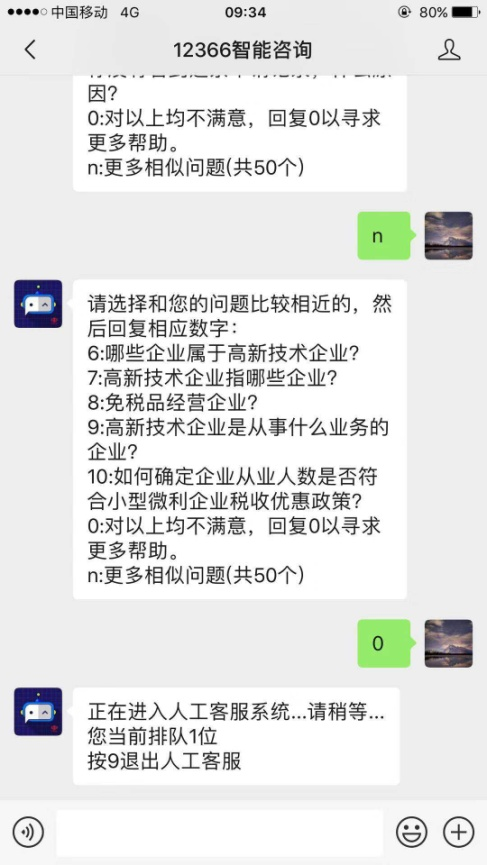 中国移动 4G 09:34 80%
12366智能咨询
因?
0:对以上均不满意，回复0以寻求
更多帮助。
n:更多相似问题(共50个)
n
请选择和您的问题比较相近的，然
后回复相应数字：
6:哪些企业属于高新技术企业?
7:高新技术企业指哪些企业?
8:免税品经营企业?
9:高新技术企业是从事什么业务的
企业?
10:如何确定企业从业人数是否符
合小型微利企业税收优惠政策?
0:对以上均不满意，回复0以寻求
更多帮助。
n:更多相似问题(共50个)
0
正在进入人工客服系统...请稍等...
您当前排队1位
按9退出人工客服